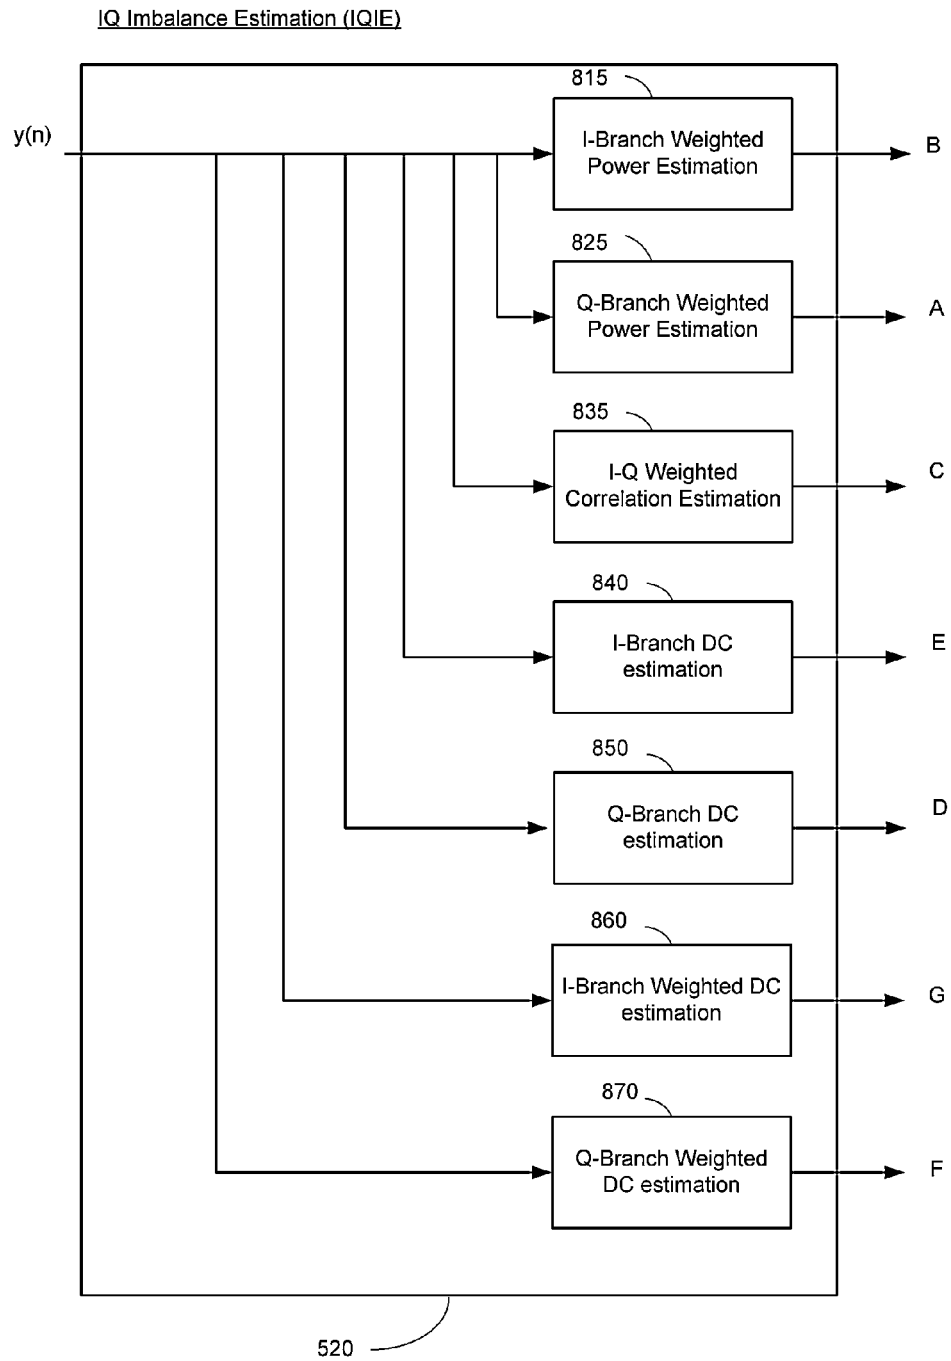 IQ Imbalance Estimation (IQIE)
815
y(n)
I-Branch Weighted
Power Estimation
B
825
Q-Branch Weighted
Power Estimation
A
835
I-Q Weighted
Correlation Estimation
C
840
I-Branch DC
estimation
E
850
Q-Branch DC
estimation
D
860
I-Branch Weighted DC
estimation
G
870
Q-Branch Weighted
DC estimation
F
520